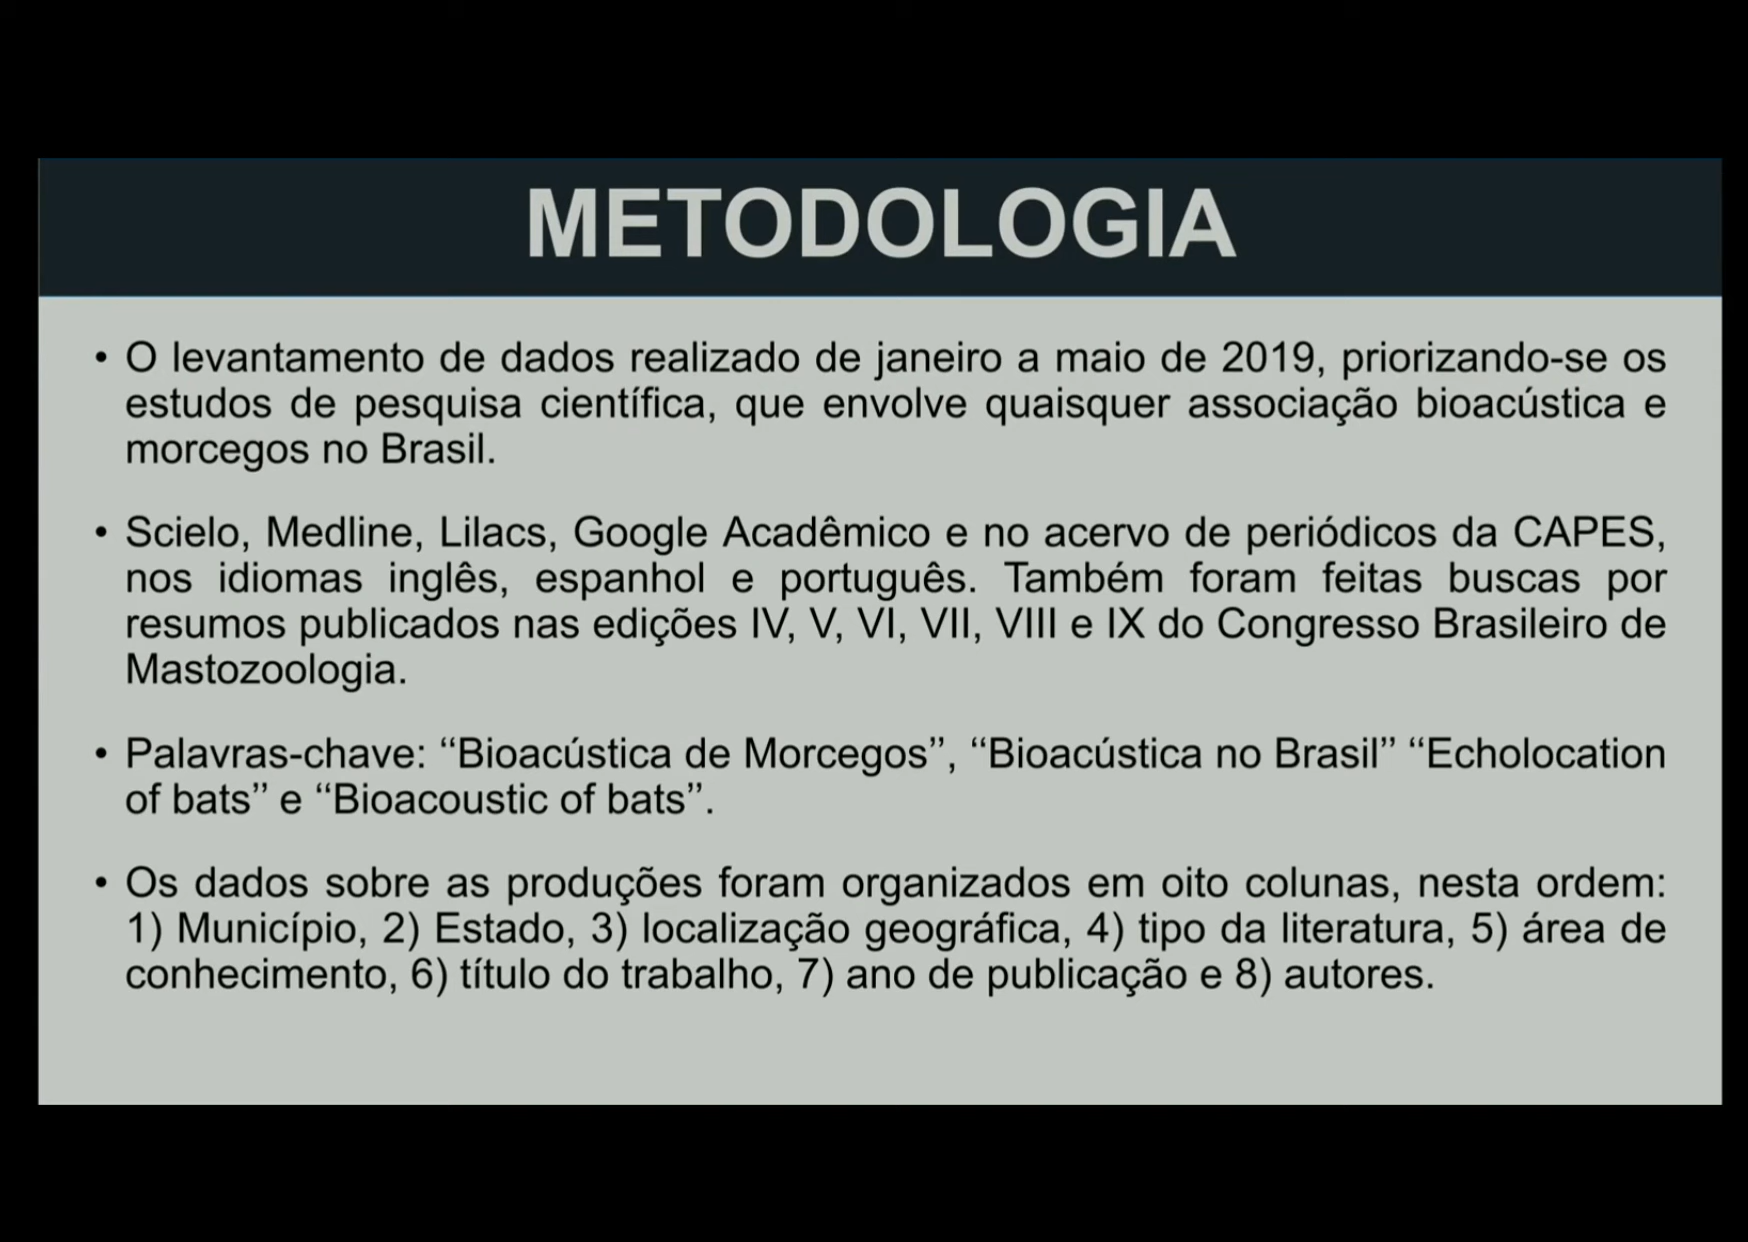 METODOLOGIA
• O levantamento de dados realizado de janeiro a maio de 2019, priorizando-se os
estudos de pesquisa científica, que envolve quaisquer associação bioacústica e
morcegos no Brasil.
• Scielo, Medline, Lilacs, Google Acadêmico e no acervo de periódicos da CAPES,
nos idiomas inglês, espanhol e português. Também foram feitas buscas por
resumos publicados nas edições IV, V, VI, VII, VIII e IX do Congresso Brasileiro de
Mastozoologia.
• Palavras-chave: “Bioacústica de Morcegos”, “Bioacústica no Brasil” “Echolocation
of bats” e “Bioacoustic of bats”.
• Os dados sobre as produções foram organizados em oito colunas, nesta ordem:
1) Município, 2) Estado, 3) localização geográfica, 4) tipo da literatura, 5) área de
conhecimento, 6) título do trabalho, 7) ano de publicação e 8) autores.